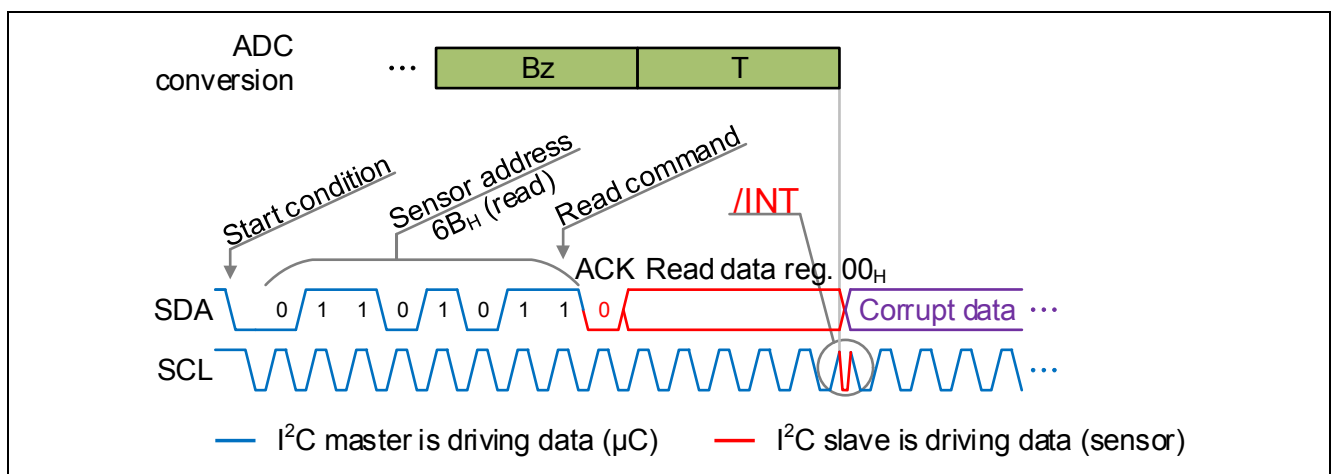 ADC
conversion
... Bz T
Start condition
Sensor address
6BH (read)
Read command
/INT
ACK Read data reg. 00H
SDA 0 1 1 0 1 0 1 1 0 Corrupt data ...
SCL ...
I2C master is driving data (µC) I2C slave is driving data (sensor)